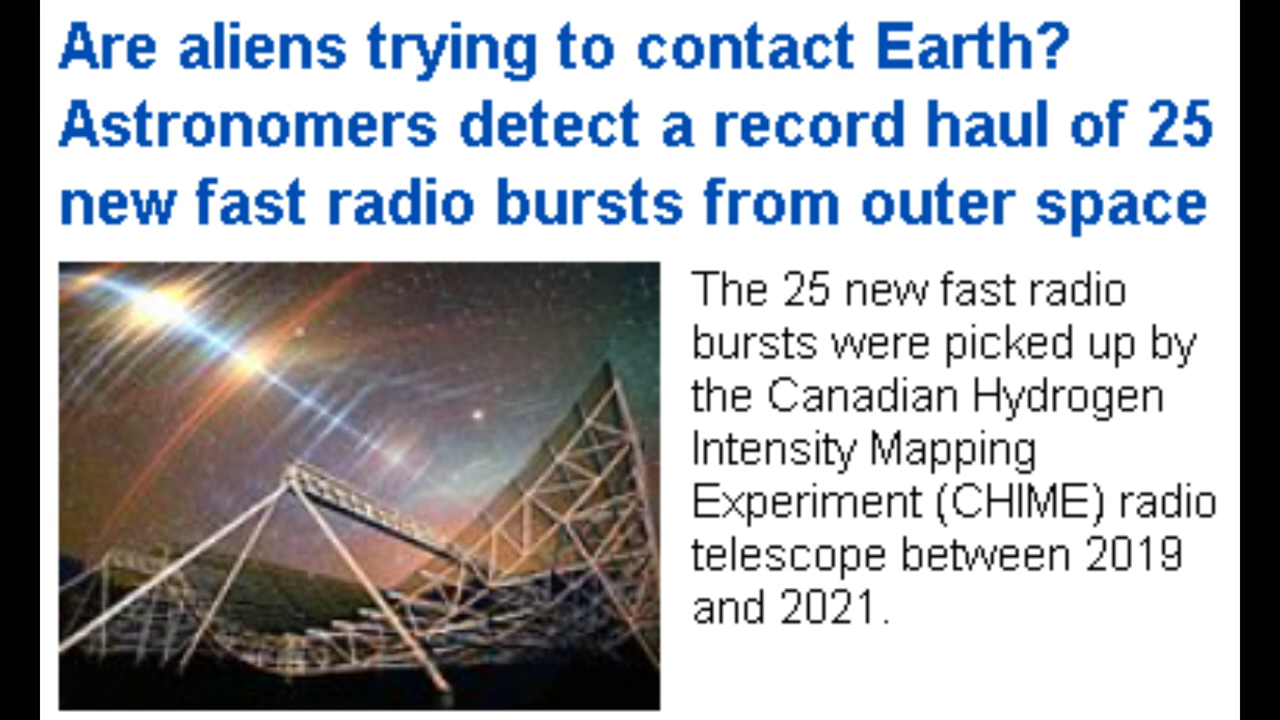 Are aliens trying to contact Earth?
Astronomers detect a record haul of 25
new fast radio bursts from outer space
The 25 new fast radio
bursts were picked up by
the Canadian Hydrogen
Intensity Mapping
Experiment (CHIME) radio
telescope between 2019
and 2021.